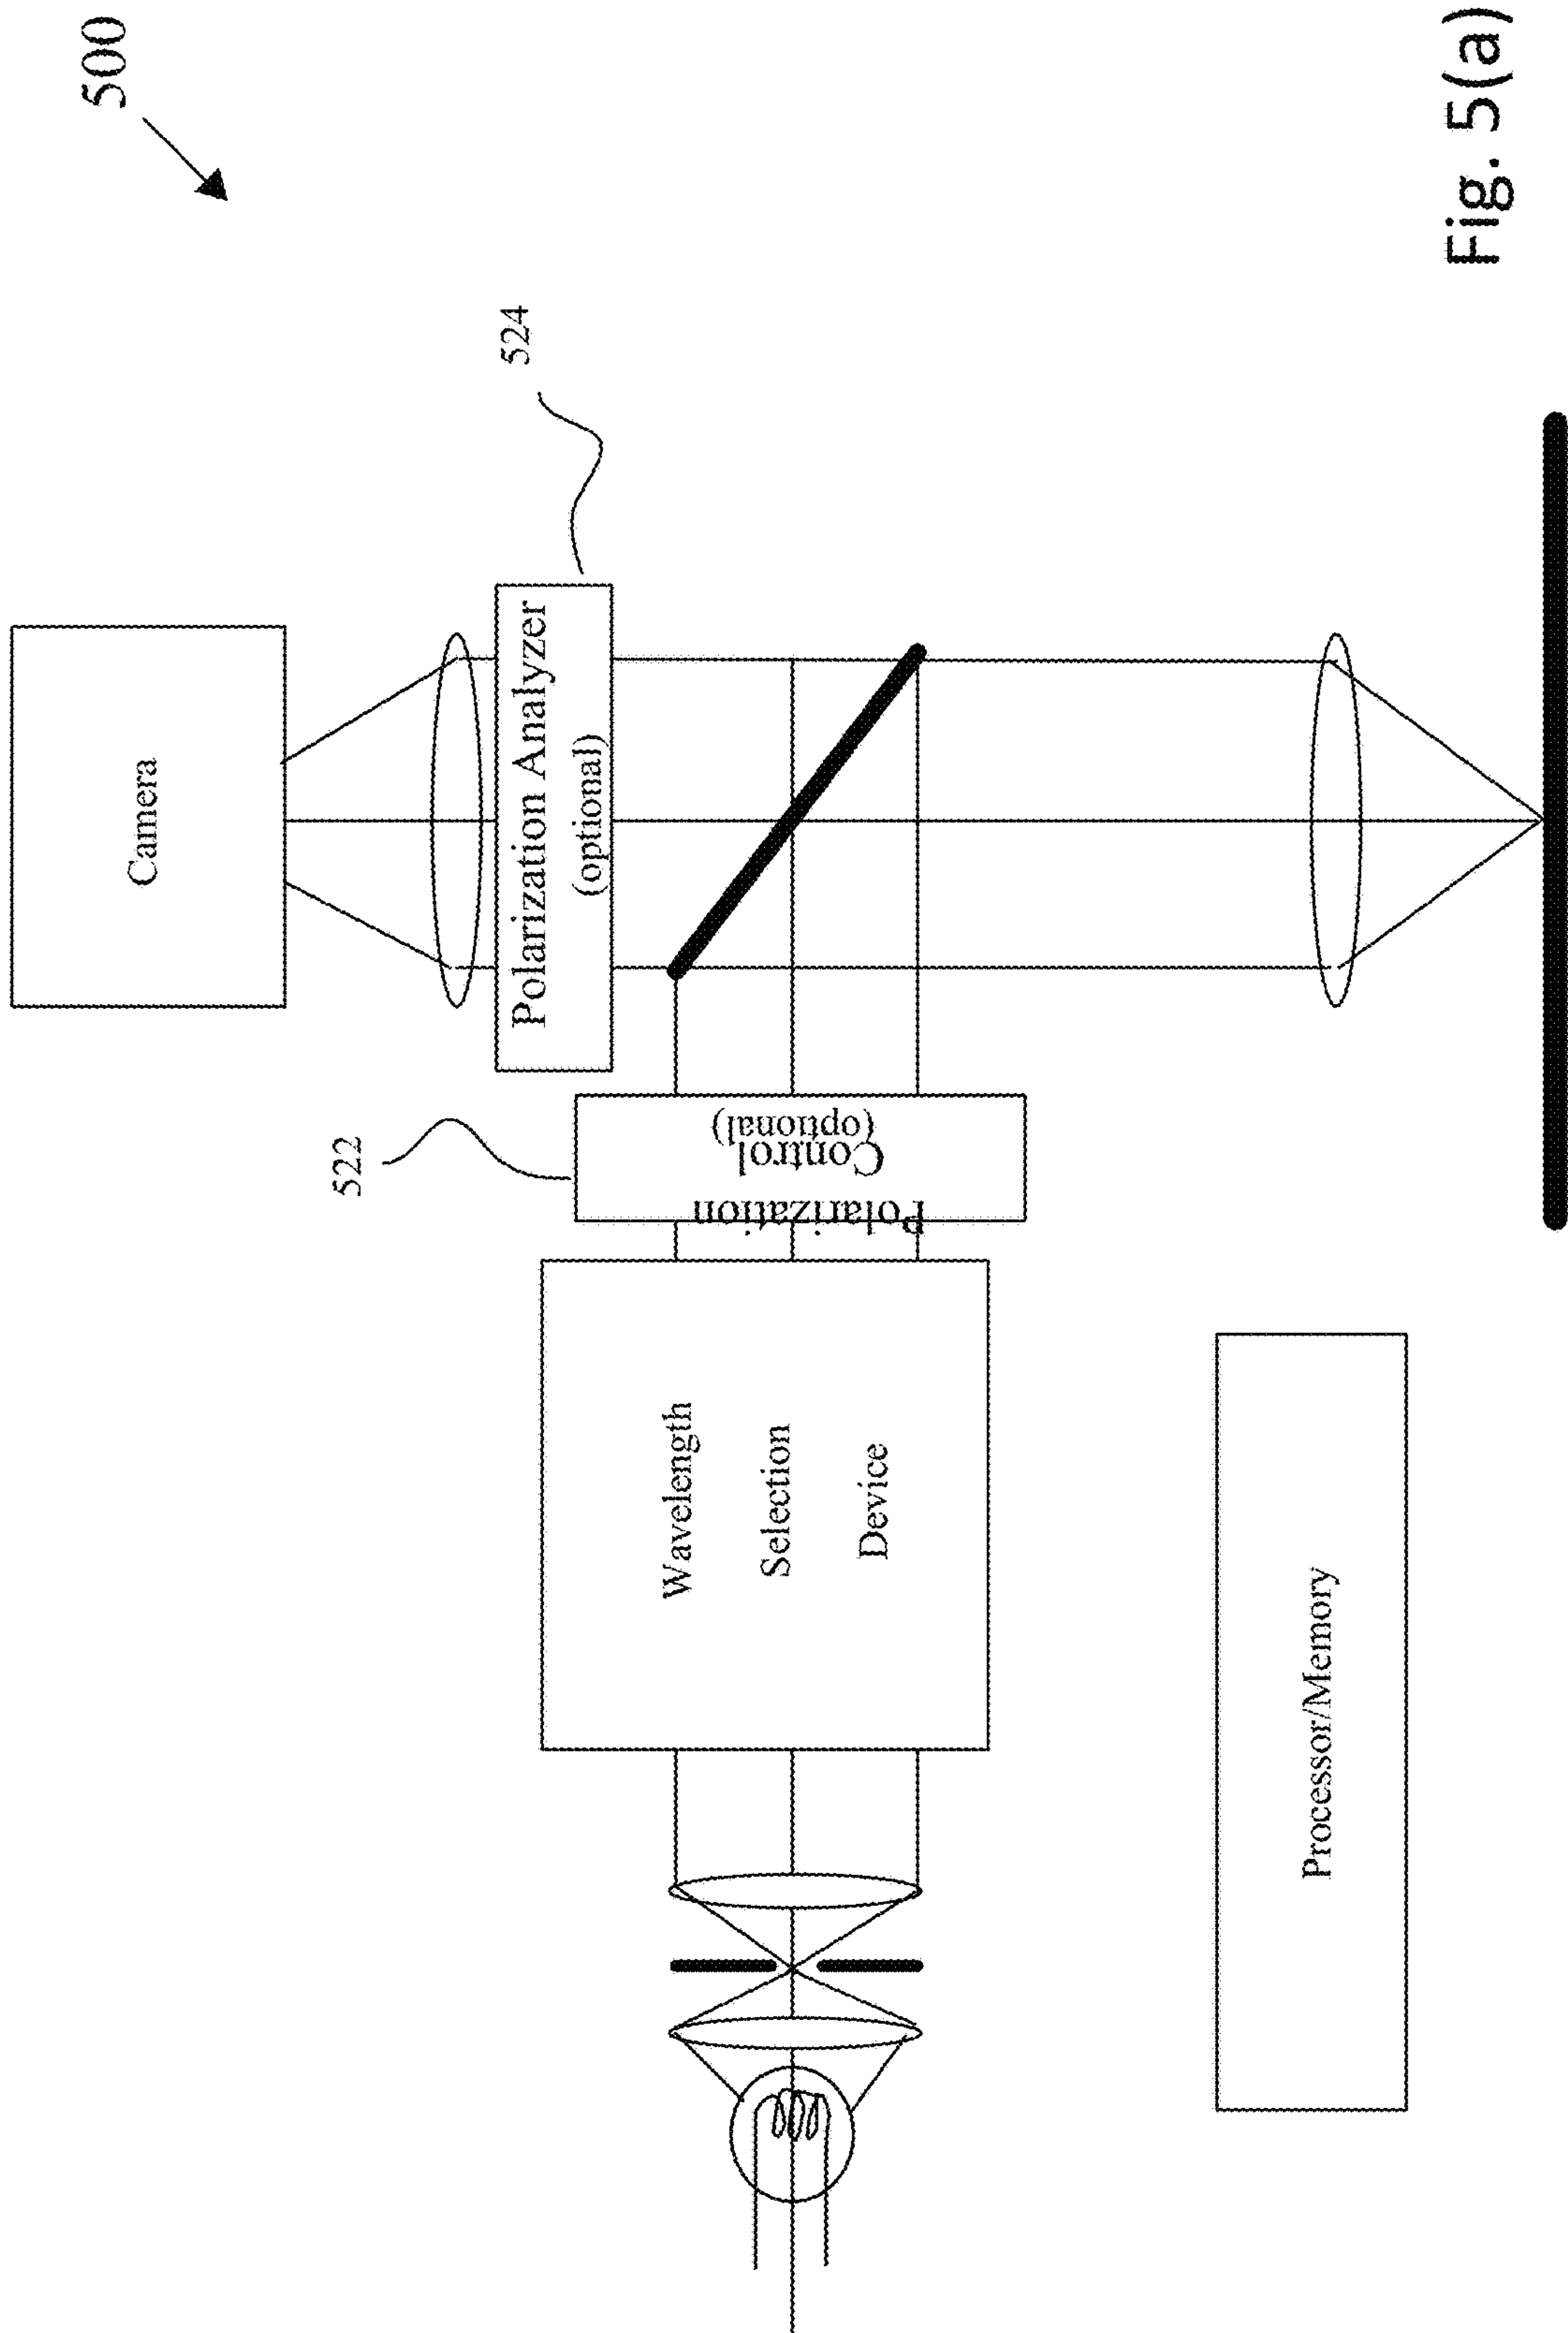 500
Camera
524
Polarization Analyzer
(optional)
522
Polarization
Control
(optional)
Wavelength
Selection
Device
Processor/Memory
Fig. 5(a)